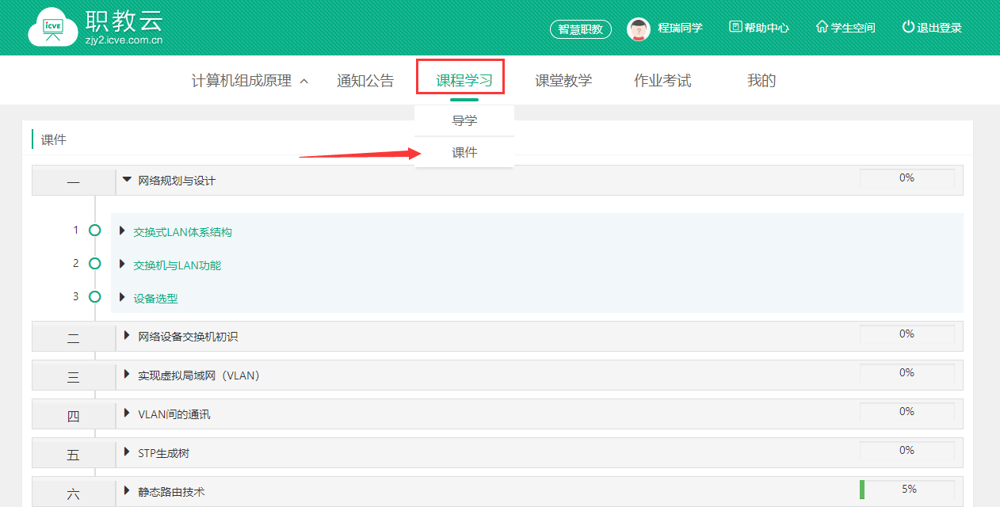 icve
职教云
zjy2.icve.com.cn
智慧职教
程瑞同学
帮助中心
学生空间
退出登录
计算机组成原理
通知公告
课程学习
课堂教学
作业考试
我的
导学
课件
课件
一 网络规划与设计 0%
1 交换式LAN体系结构
2 交换机与LAN功能
3 设备选型
二 网络设备交换机初识 0%
三 实现虚拟局域网（VLAN） 0%
四 VLAN间的通讯 0%
五 STP生成树 0%
六 静态路由技术 5%